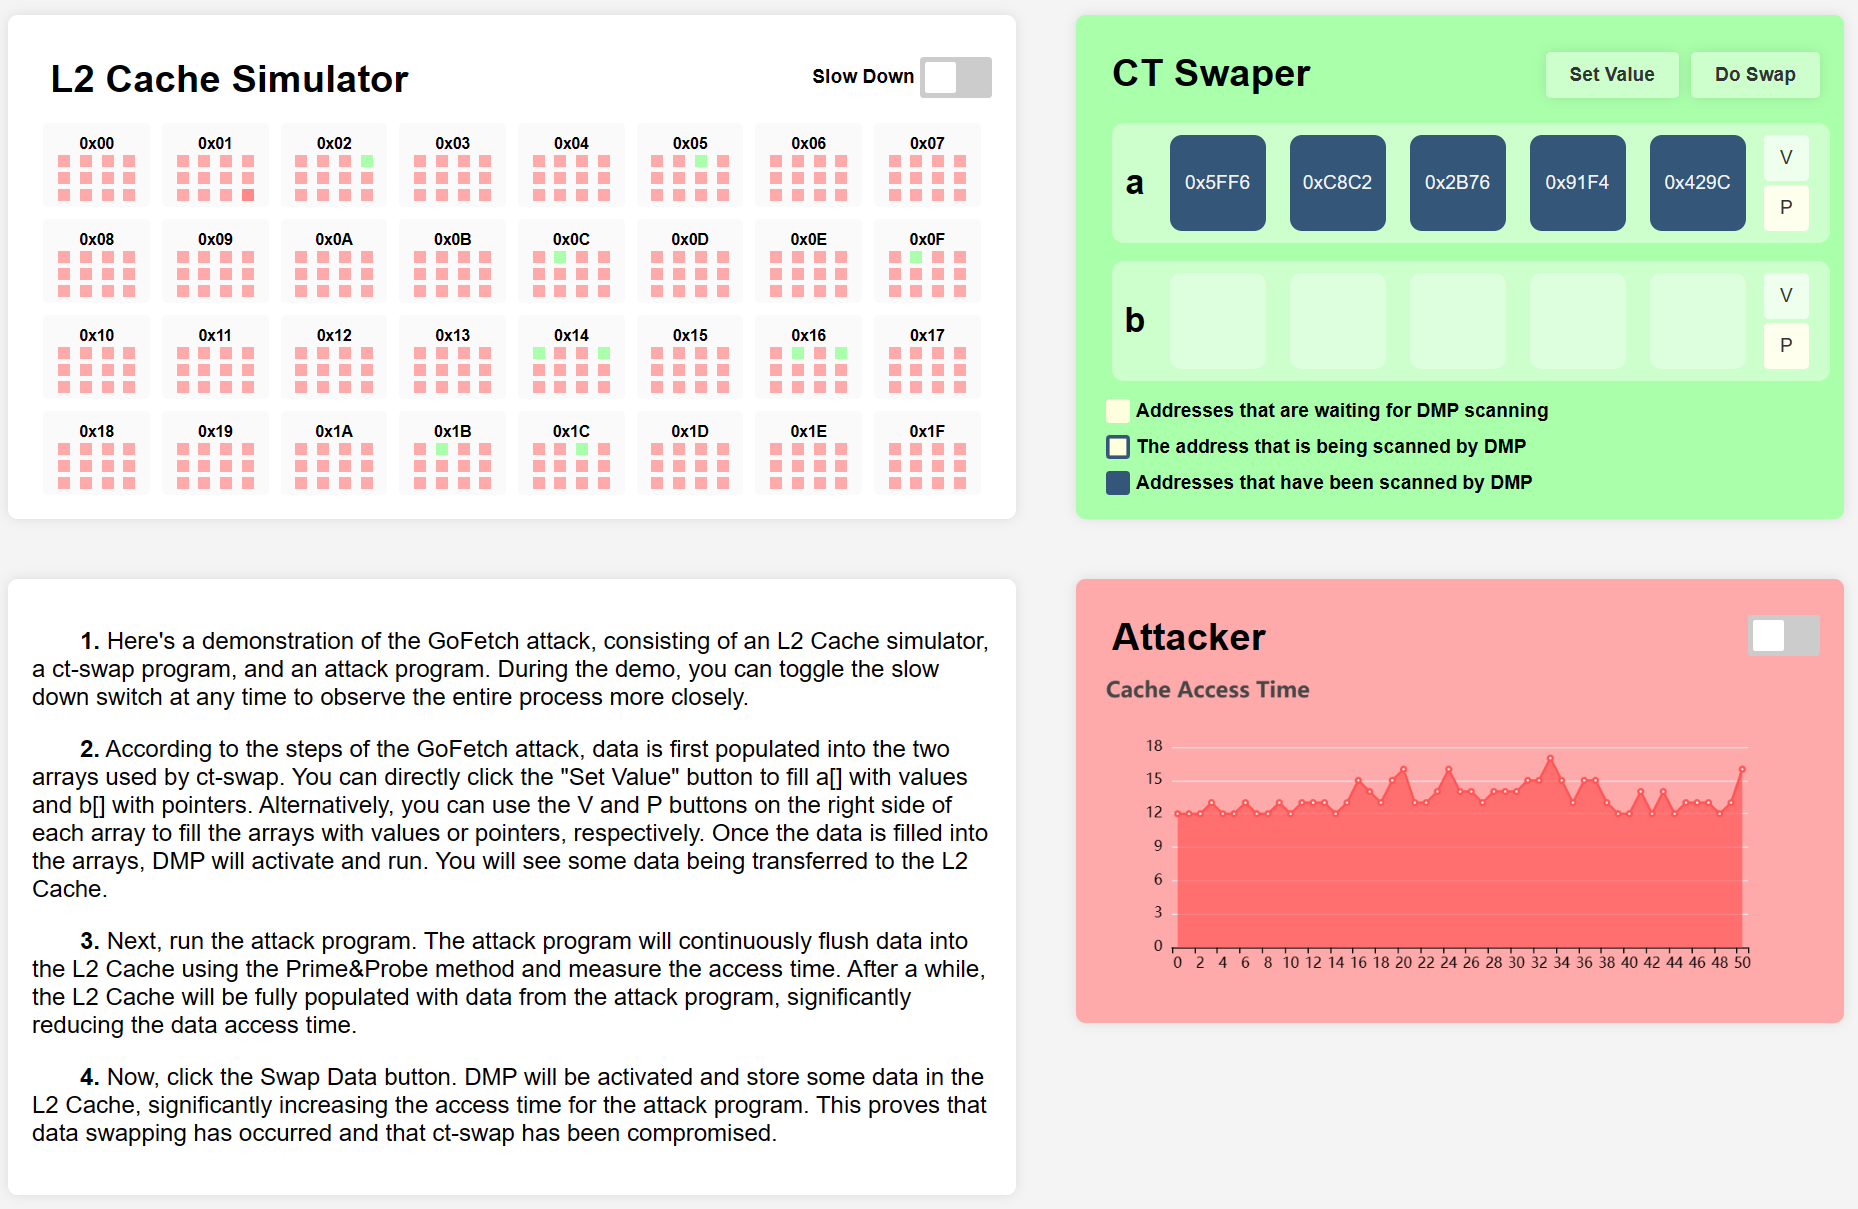 L2 Cache Simulator
Slow Down
0x00 0x01 0x02 0x03 0x04 0x05 0x06 0x07
0x08 0x09 0x0A 0x0B 0x0C 0x0D 0x0E 0x0F
0x10 0x11 0x12 0x13 0x14 0x15 0x16 0x17
0x18 0x19 0x1A 0x1B 0x1C 0x1D 0x1E 0x1F
CT Swaper
Set Value
Do Swap
a
0x5FF6 0xC8C2 0x2B76 0x91F4 0x429C
V
P
b
V
P
Addresses that are waiting for DMP scanning
The address that is being scanned by DMP
Addresses that have been scanned by DMP
1. Here's a demonstration of the GoFetch attack, consisting of an L2 Cache simulator,
a ct-swap program, and an attack program. During the demo, you can toggle the slow
down switch at any time to observe the entire process more closely.
2. According to the steps of the GoFetch attack, data is first populated into the two
arrays used by ct-swap. You can directly click the "Set Value" button to fill a[] with values
and b[] with pointers. Alternatively, you can use the V and P buttons on the right side of
each array to fill the arrays with values or pointers, respectively. Once the data is filled into
the arrays, DMP will activate and run. You will see some data being transferred to the L2
Cache.
3. Next, run the attack program. The attack program will continuously flush data into
the L2 Cache using the Prime&Probe method and measure the access time. After a while,
the L2 Cache will be fully populated with data from the attack program, significantly
reducing the data access time.
4. Now, click the Swap Data button. DMP will be activated and store some data in the
L2 Cache, significantly increasing the access time for the attack program. This proves that
data swapping has occurred and that ct-swap has been compromised.
Attacker
Cache Access Time
18
15
12
9
6
3
0
0 2 4 6 8 10 12 14 16 18 20 22 24 26 28 30 32 34 36 38 40 42 44 46 48 50